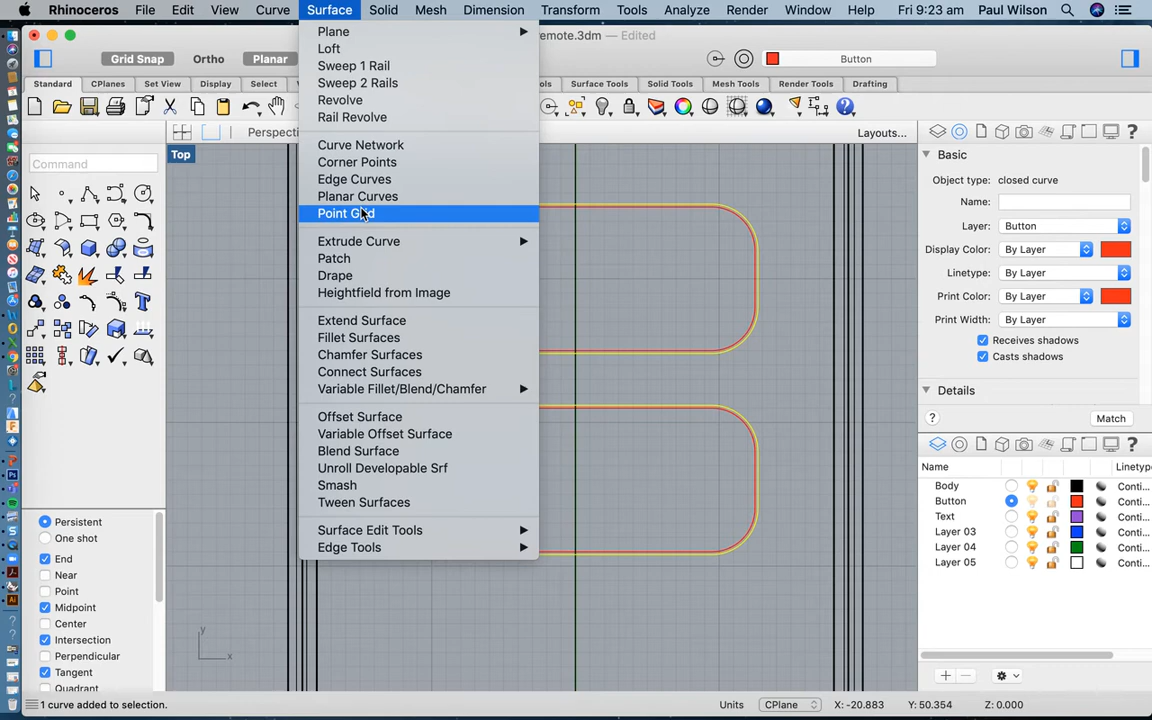 Rhinoceros File Edit View Curve Surface Solid Mesh Dimension Transform Tools Analyze Render Window Help Fri 9:23 am Paul Wilson
emote.3dm — Edited
Grid Snap Ortho Planar Button
Standard CPlanes Set View Display Select ols Surface Tools Solid Tools Mesh Tools Render Tools Drafting
Perspecti Layouts...
Top
Command
Plane
Loft
Sweep 1 Rail
Sweep 2 Rails
Revolve
Rail Revolve
Curve Network
Corner Points
Edge Curves
Planar Curves
Point Grid
Extrude Curve
Patch
Drape
Heightfield from Image
Extend Surface
Fillet Surfaces
Chamfer Surfaces
Connect Surfaces
Variable Fillet/Blend/Chamfer
Offset Surface
Variable Offset Surface
Blend Surface
Unroll Developable Srf
Smash
Tween Surfaces
Surface Edit Tools
Edge Tools
Basic
Object type: closed curve
Name:
Layer: Button
Display Color: By Layer
Linetype: By Layer
Print Color: By Layer
Print Width: By Layer
Receives shadows
Casts shadows
Details
? Match
Name Linetyp
Body Conti...
Button Conti...
Text Conti...
Layer 03 Conti...
Layer 04 Conti...
Layer 05 Conti...
Persistent
One shot
End
Near
Point
Midpoint
Center
Intersection
Perpendicular
Tangent
Quadrant
y
x
1 curve added to selection. Units CPlane X: -20.883 Y: 50.354 Z: 0.000